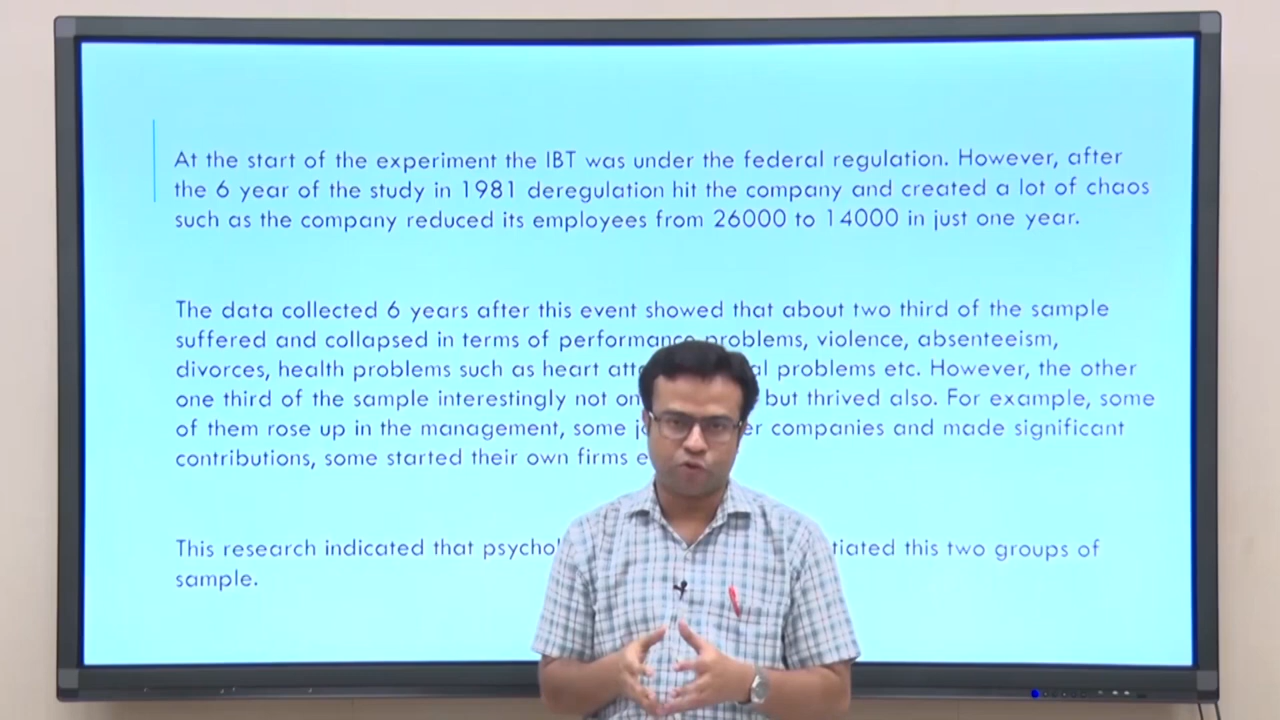 At the start of the experiment the IBT was under the federal regulation. However, after
the 6 year of the study in 1981 deregulation hit the company and created a lot of chaos
such as the company reduced its employees from 26000 to 14000 in just one year.
The data collected 6 years after this event showed that about two third of the sample
suffered and collapsed in terms of performance problems, violence, absenteeism,
divorces, health problems such as heart problems etc. However, the other
one third of the sample interestingly not but thrived also. For example, some
of them rose up in the management, some companies and made significant
contributions, some started their own firms
This research indicated that this two groups of
sample.